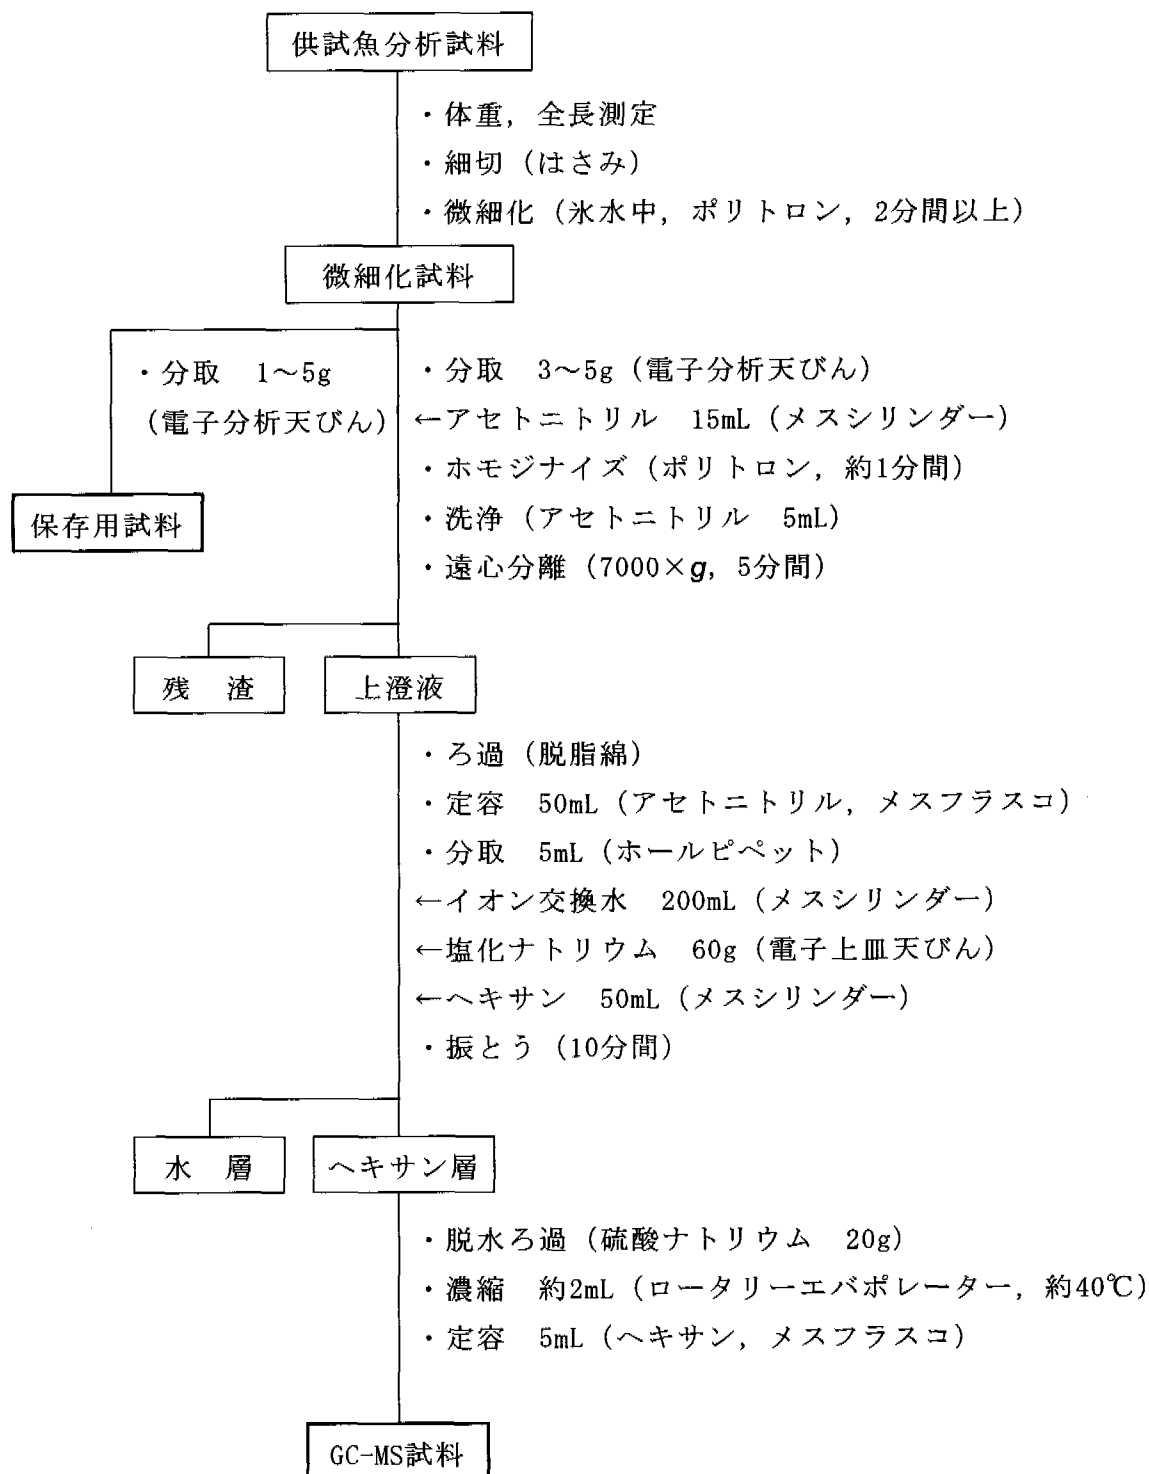 供試魚分析試料
・体重，全長測定
・細切（はさみ）
・微細化（氷水中，ポリトロン，2分間以上）
微細化試料
・分取　1～5g
（電子分析天びん）
保存用試料
・分取　3～5g（電子分析天びん）
←アセトニトリル　15mL（メスシリンダー）
・ホモジナイズ（ポリトロン，約1分間）
・洗浄（アセトニトリル　5mL）
・遠心分離（7000×g，5分間）
残　渣
上澄液
・ろ過（脱脂綿）
・定容　50mL（アセトニトリル，メスフラスコ）
・分取　5mL（ホールピペット）
←イオン交換水　200mL（メスシリンダー）
←塩化ナトリウム　60g（電子上皿天びん）
←ヘキサン　50mL（メスシリンダー）
・振とう（10分間）
水　層
ヘキサン層
・脱水ろ過（硫酸ナトリウム　20g）
・濃縮　約2mL（ロータリーエバポレーター，約40℃）
・定容　5mL（ヘキサン，メスフラスコ）
GC-MS試料